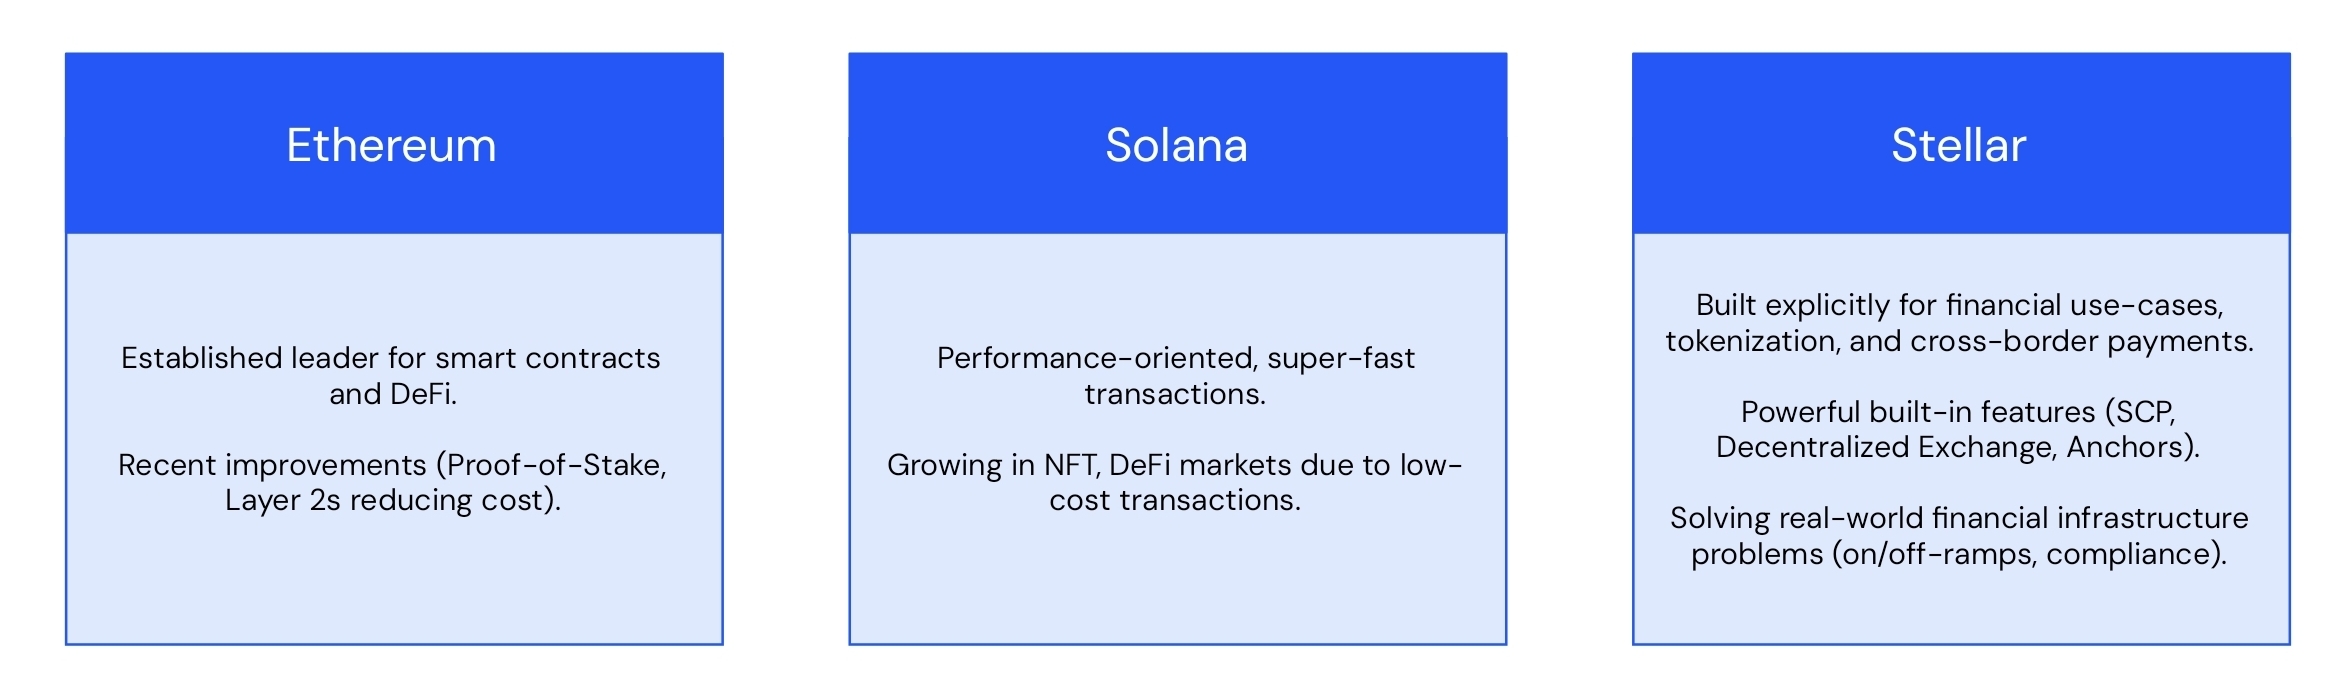 Ethereum
Established leader for smart contracts
and DeFi.
Recent improvements (Proof-of-Stake,
Layer 2s reducing cost).
Solana
Performance-oriented, super-fast
transactions.
Growing in NFT, DeFi markets due to low-
cost transactions.
Stellar
Built explicitly for financial use-cases,
tokenization, and cross-border payments.
Powerful built-in features (SCP,
Decentralized Exchange, Anchors).
Solving real-world financial infrastructure
problems (on/off-ramps, compliance).